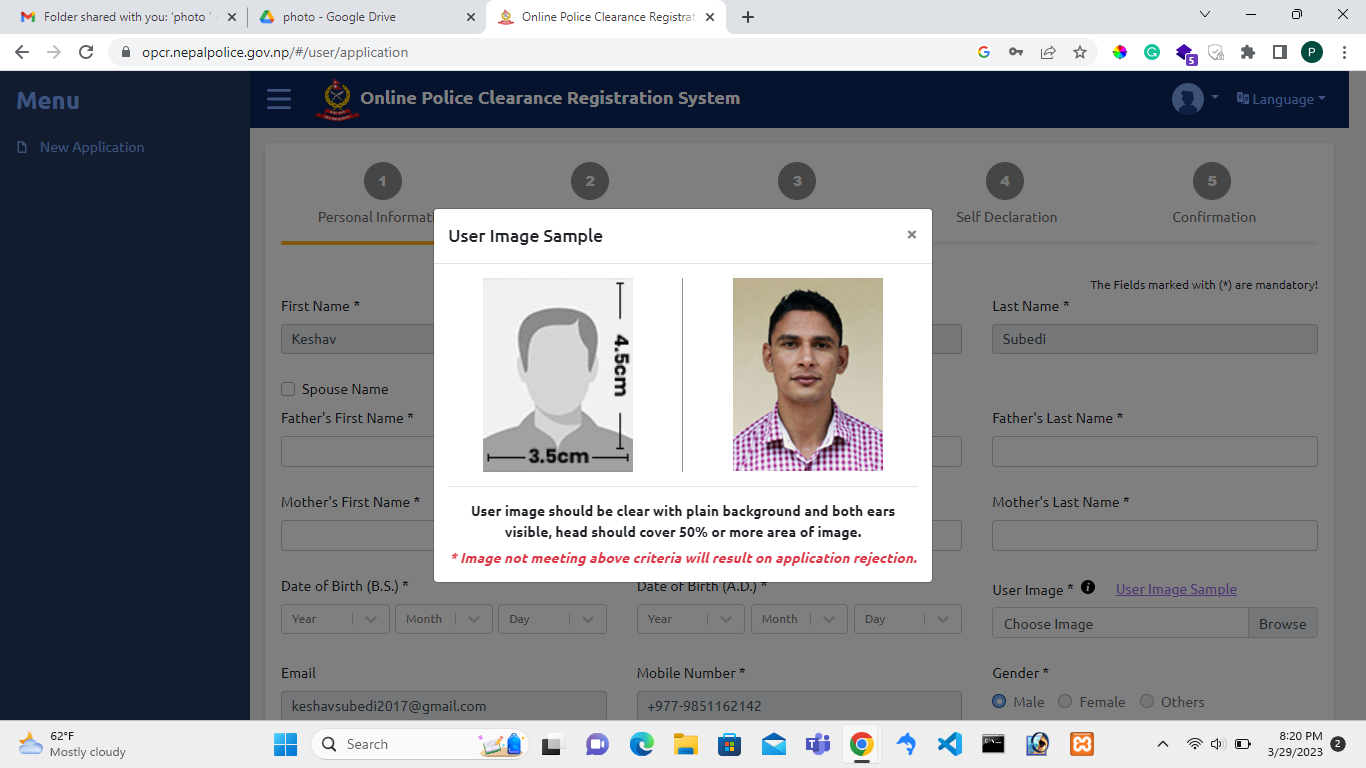 Folder shared with you: 'photo ' -
photo - Google Drive
Online Police Clearance Registrat
opcr.nepalpolice.gov.np/#/user/application
5
P
Menu
New Application
Online Police Clearance Registration System
Language
1
2
3
4
5
Personal Informati
Self Declaration
Confirmation
User Image Sample
×
4.5cm
3.5cm
User image should be clear with plain background and both ears
visible, head should cover 50% or more area of image.
* Image not meeting above criteria will result on application rejection.
The Fields marked with (*) are mandatory!
First Name *
Last Name *
Keshav
Subedi
Spouse Name
Father's First Name *
Father's Last Name *
Mother's First Name *
Mother's Last Name *
Date of Birth (B.S.) *
Date of Birth (A.D.) *
User Image *
User Image Sample
Year
Month
Day
Year
Month
Day
Choose Image
Browse
Email
Mobile Number *
Gender *
keshavsubedi2017@gmail.com
+977-9851162142
Male
Female
Others
62°F
Mostly cloudy
Search
8:20 PM
3/29/2023
2